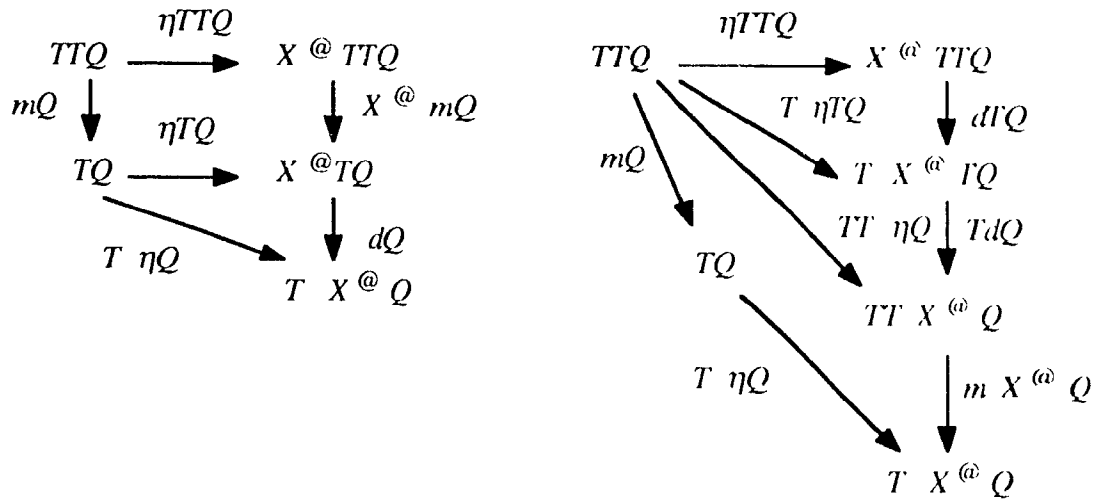 ηTTQ
TTQ X @ TTQ
mQ X @ mQ
ηTQ
TQ X @ TQ
dQ
T ηQ
T X @ Q
ηTTQ
TTQ X @ TTQ
T ηTQ dTQ
mQ
T X @ TQ
TT ηQ TdQ
TQ
TT X @ Q
T ηQ m X @ Q
T X @ Q